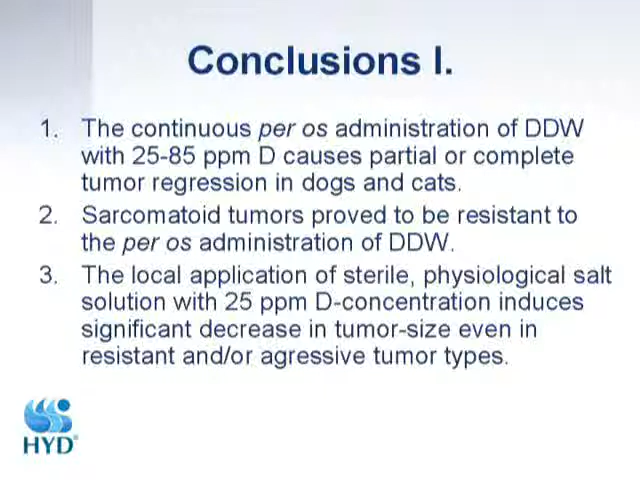 Conclusions I.
1. The continuous per os administration of DDW
with 25-85 ppm D causes partial or complete
tumor regression in dogs and cats.
2. Sarcomatoid tumors proved to be resistant to
the per os administration of DDW.
3. The local application of sterile, physiological salt
solution with 25 ppm D-concentration induces
significant decrease in tumor-size even in
resistant and/or agressive tumor types.
HYD®